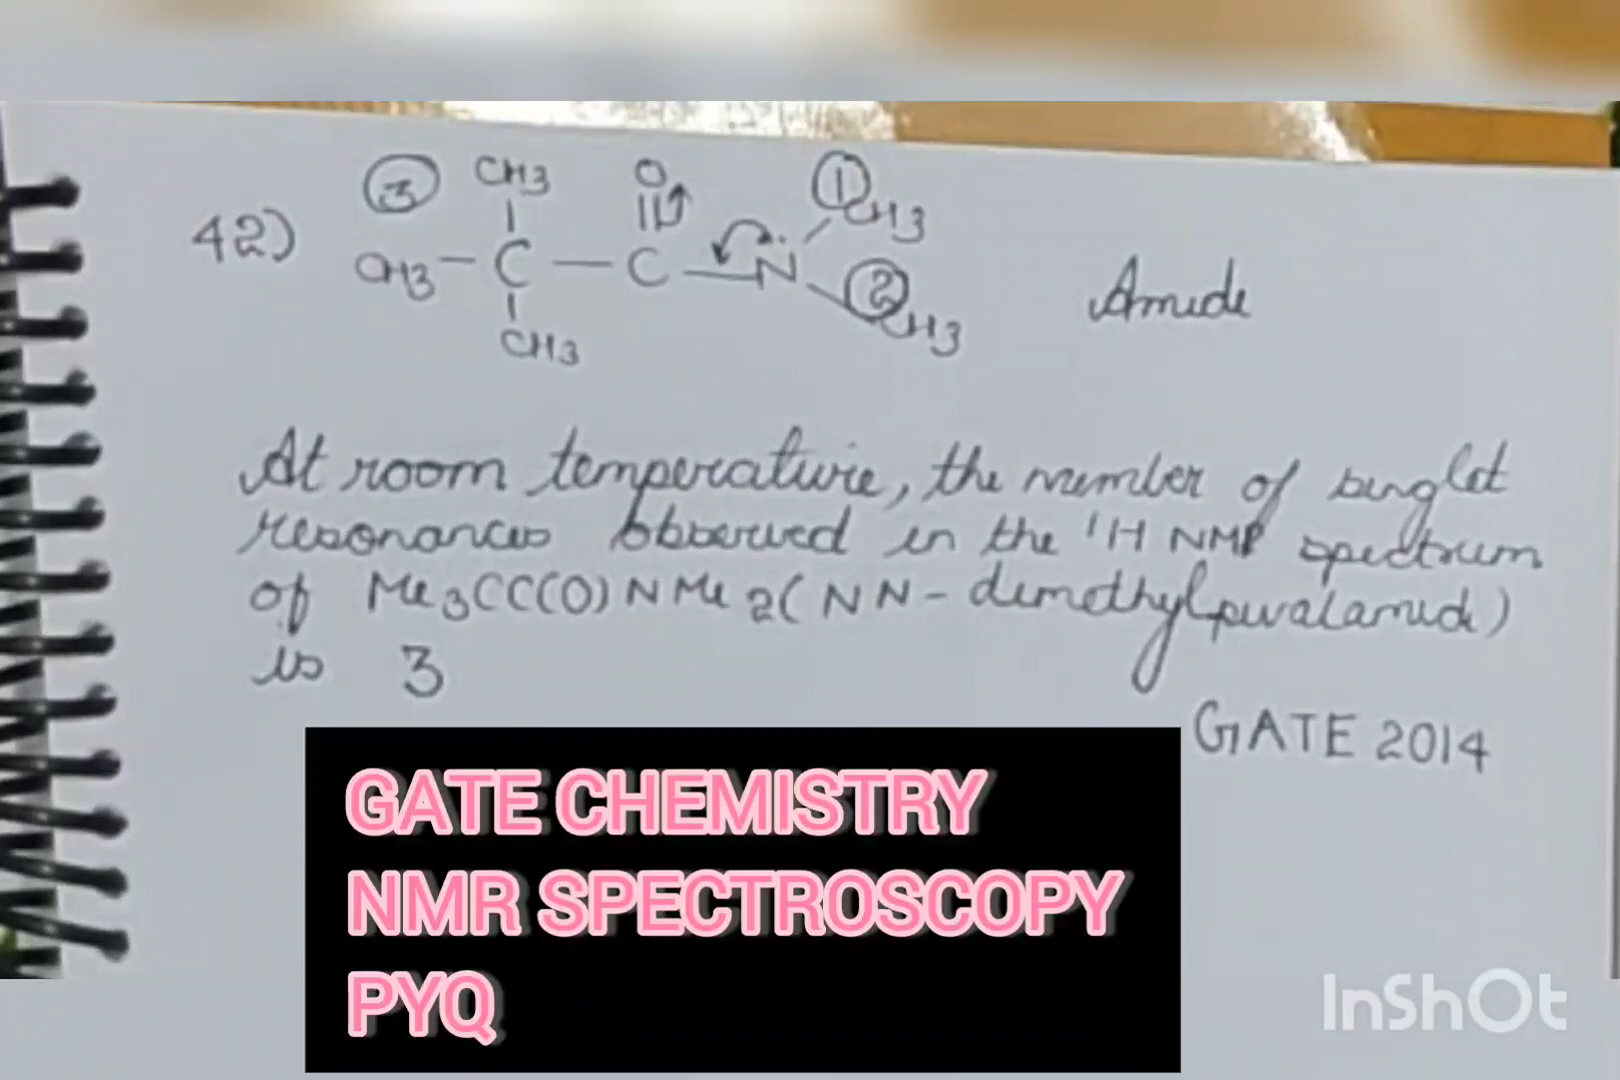 42) ③ CH3 O ① CH3
CH3 - C - C - N Amide
CH3 ② CH3
At room temperature, the number of singlet
resonances observed in the ¹H NMR spectrum
of Me3CC(O)NMe2(NN-dimethylpivalamide)
is 3
GATE 2014
GATE CHEMISTRY
NMR SPECTROSCOPY
PYQ
InShOt